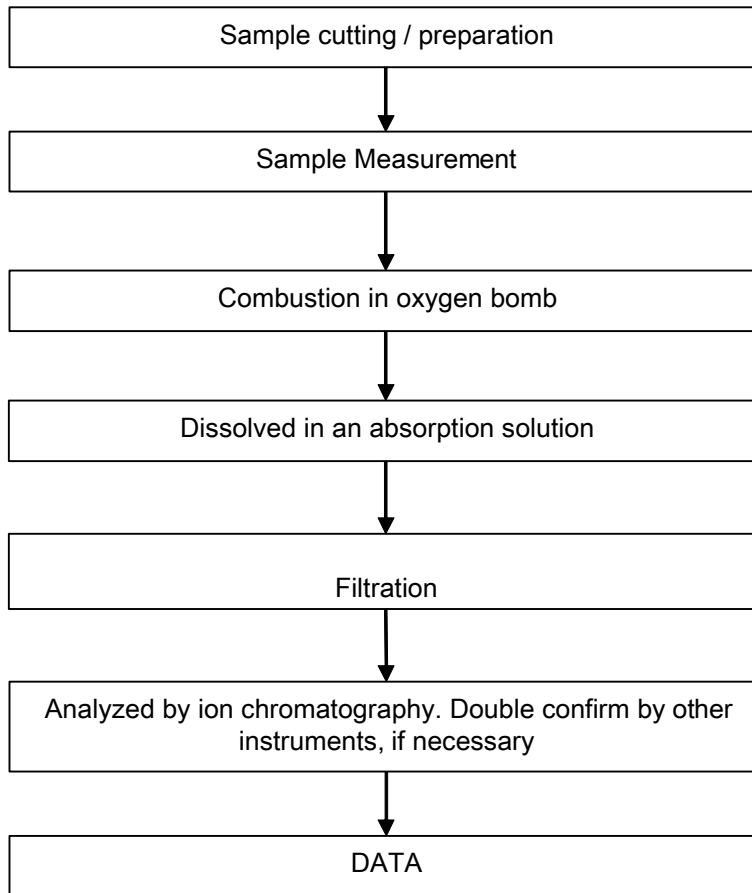 Sample cutting / preparation
Sample Measurement
Combustion in oxygen bomb
Dissolved in an absorption solution
Filtration
Analyzed by ion chromatography. Double confirm by other
instruments, if necessary
DATA